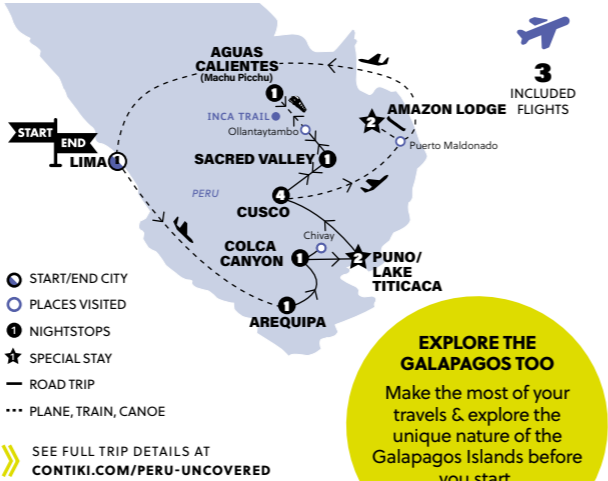 AGUAS
CALIENTES
(Machu Picchu)
1
3
INCLUDED
FLIGHTS
INCA TRAIL
Ollantaytambo
2
AMAZON LODGE
Puerto Maldonado
START
END
LIMA
1
SACRED VALLEY
1
PERU
4
CUSCO
Chivay
COLCA
CANYON
1
2
PUNO/
LAKE
TITICACA
1
AREQUIPA
START/END CITY
PLACES VISITED
1 NIGHTSTOPS
1 SPECIAL STAY
ROAD TRIP
PLANE, TRAIN, CANOE
SEE FULL TRIP DETAILS AT
CONTIKI.COM/PERU-UNCOVERED
EXPLORE THE
GALAPAGOS TOO
Make the most of your
travels & explore the
unique nature of the
Galapagos Islands before
you start